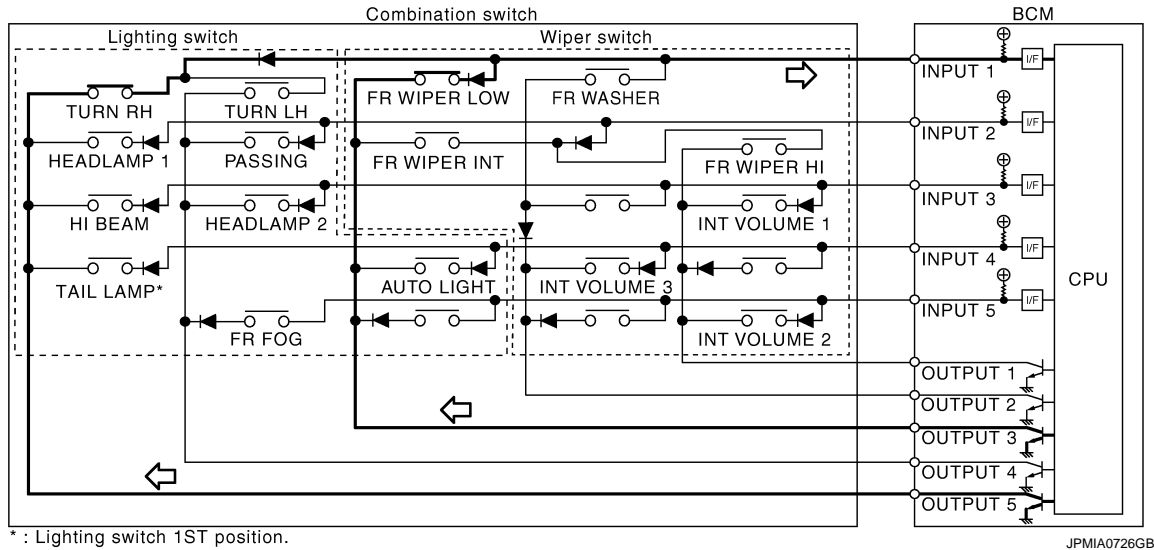 Combination switch
BCM
Lighting switch
Wiper switch
INPUT 1
I/F
TURN RH
TURN LH
FR WIPER LOW
FR WASHER
INPUT 2
I/F
HEADLAMP 1
PASSING
FR WIPER INT
FR WIPER HI
INPUT 3
I/F
HI BEAM
HEADLAMP 2
INT VOLUME 1
INPUT 4
I/F
TAIL LAMP*
AUTO LIGHT
INT VOLUME 3
CPU
INPUT 5
I/F
FR FOG
INT VOLUME 2
OUTPUT 1
OUTPUT 2
OUTPUT 3
OUTPUT 4
OUTPUT 5
* : Lighting switch 1ST position.
JPMIA0726GB